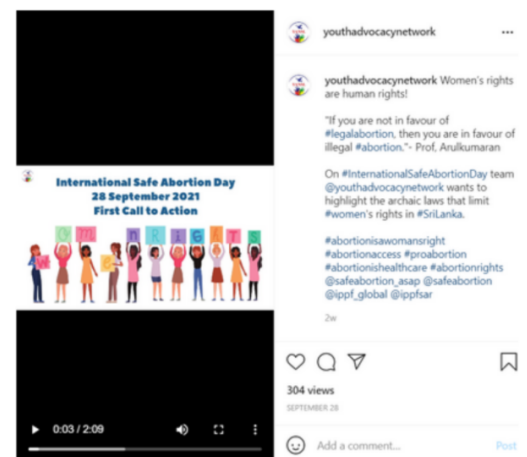 International Safe Abortion Day
28 September 2021
First Call to Action
WOMENRIGHTS
0:03 / 2:09
youthadvocacynetwork
youthadvocacynetwork Women's rights
are human rights!
"If you are not in favour of
#legalabortion, then you are in favour of
illegal #abortion."- Prof, Arulkumaran
On #InternationalSafeAbortionDay team
@youthadvocacynetwork wants to
highlight the archaic laws that limit
#women's rights in #SriLanka.
#abortionisawomansright
#abortionaccess #proabortion
#abortionishealthcare #abortionrights
@safeabortion_asap @safeabortion
@ippf_global @ippfsar
2w
304 views
SEPTEMBER 28
Add a comment...
Post